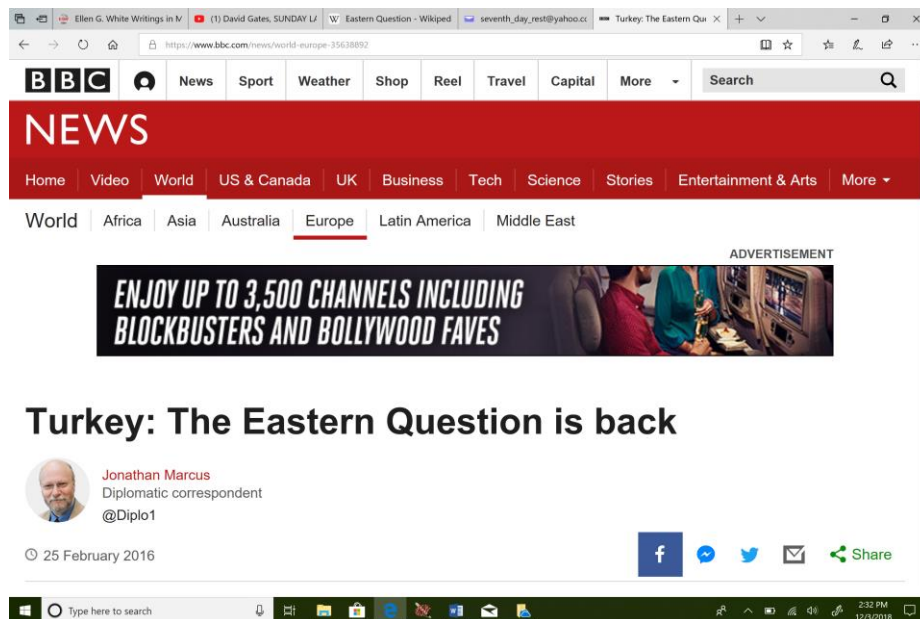 Ellen G. White Writings in M (1) David Gates, SUNDAY LA Eastern Question - Wikiped seventh_day_rest@yahoo.cc Turkey: The Eastern Que
https://www.bbc.com/news/world-europe-35638892
BBC News Sport Weather Shop Reel Travel Capital More Search
NEWS
Home Video World US & Canada UK Business Tech Science Stories Entertainment & Arts More
World Africa Asia Australia Europe Latin America Middle East
ADVERTISEMENT
ENJOY UP TO 3,500 CHANNELS INCLUDING
BLOCKBUSTERS AND BOLLYWOOD FAVES
Turkey: The Eastern Question is back
Jonathan Marcus
Diplomatic correspondent
@Diplo1
25 February 2016 Share
Type here to search 2:32 PM
12/3/2018